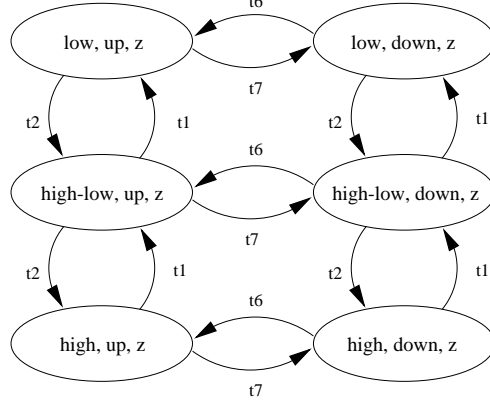 t6
low, up, z
low, down, z
t7
t2
t1
t2
t1
t6
high-low, up, z
high-low, down, z
t7
t2
t1
t2
t1
t6
high, up, z
high, down, z
t7